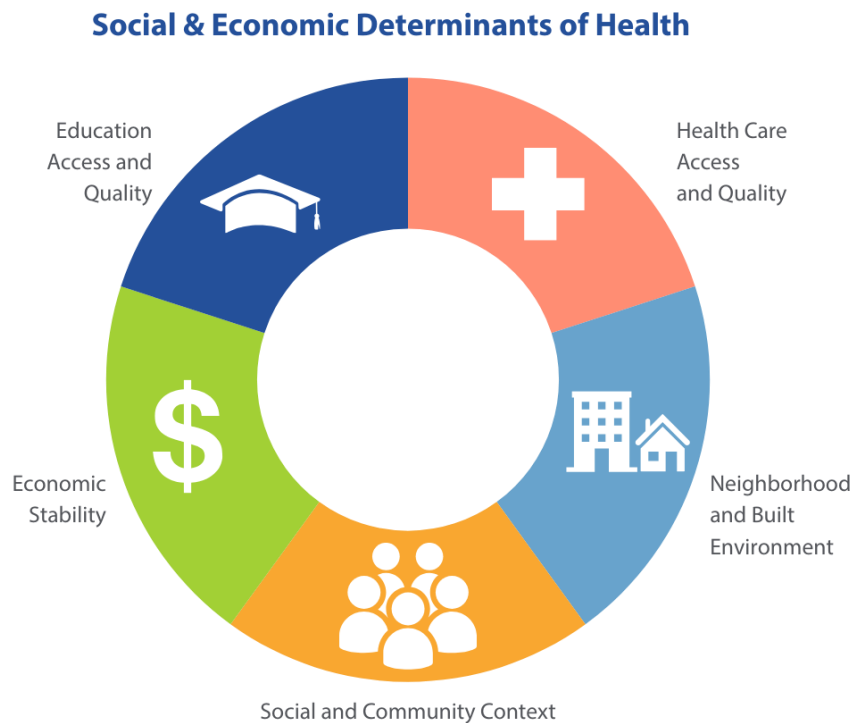 Social & Economic Determinants of Health
Education
Access and
Quality
Health Care
Access
and Quality
Economic
Stability
$
Neighborhood
and Built
Environment
Social and Community Context